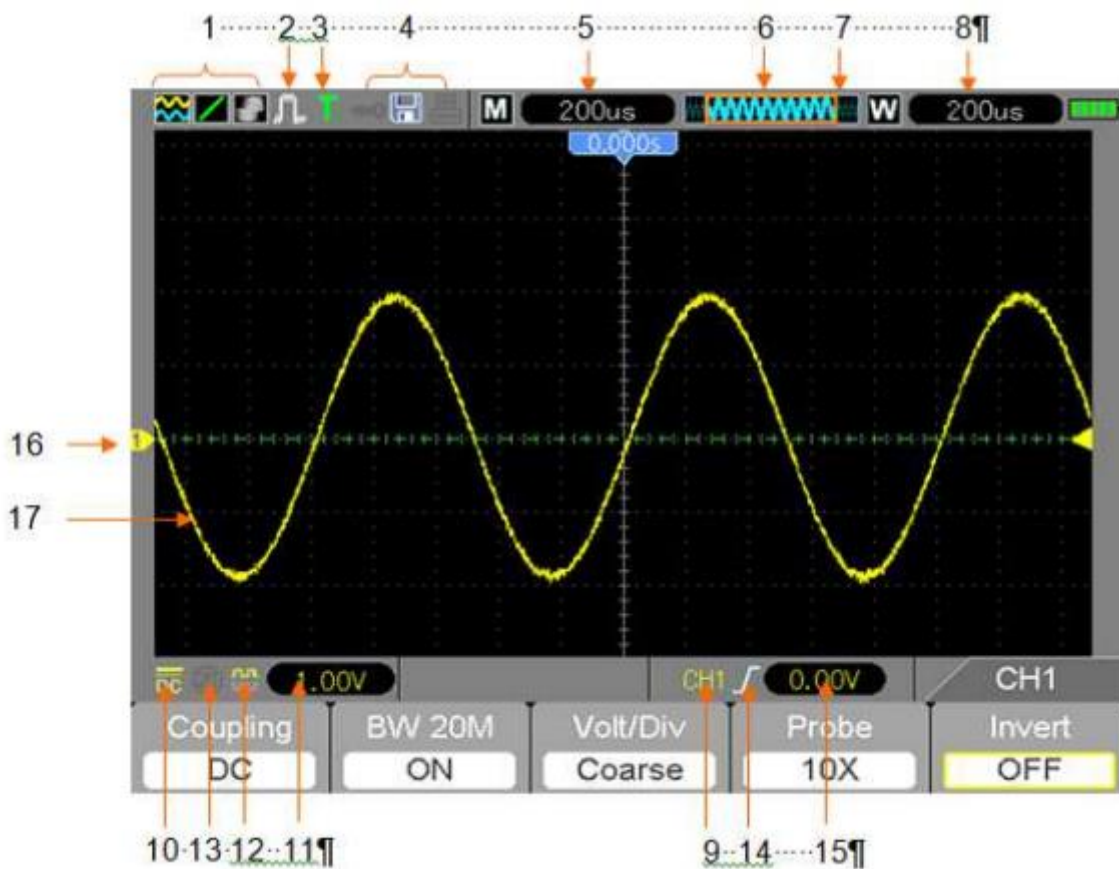 1 2 3 4 5 6 7 8¶
T M 200us W 200us
0.000s
16
1
17
DC 1.00V CH1 0.00V CH1
Coupling BW 20M Volt/Div Probe Invert
DC ON Coarse 10X OFF
10 13 12 11¶ 9 14 15¶